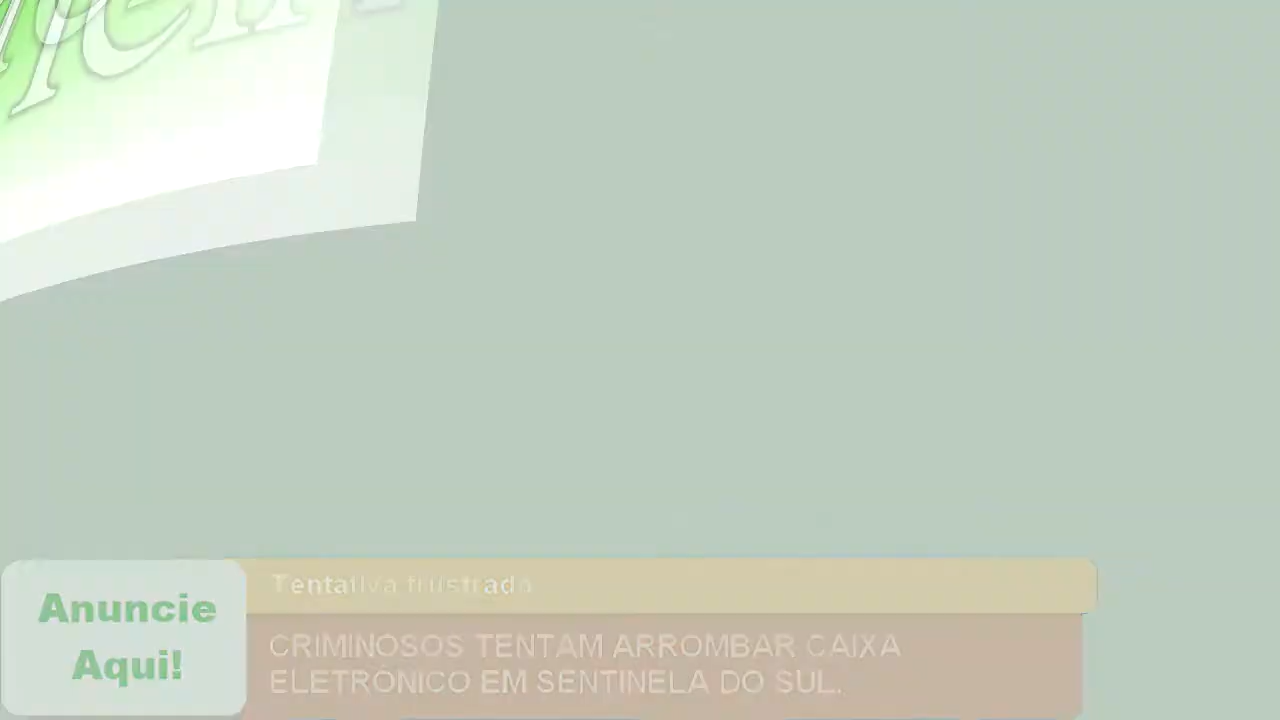 Tentativa frustrada
Anuncie
Aqui!
CRIMINOSOS TENTAM ARROMBAR CAIXA
ELETRÔNICO EM SENTINELA DO SUL.